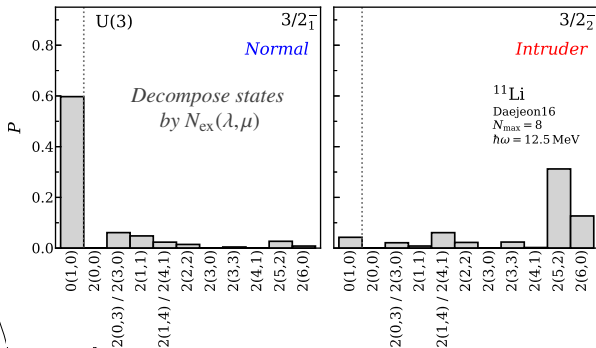 U(3)
3/2₁⁻
Normal
Decompose states
by N_ex(λ,μ)
P
0.0
0.2
0.4
0.6
0.8
0(1,0)
2(0,0)
2(0,3) / 2(3,0)
2(1,1)
2(1,4) / 2(4,1)
2(2,2)
2(3,0)
2(3,3)
2(4,1)
2(5,2)
2(6,0)
3/2₂⁻
Intruder
¹¹Li
Daejeon16
N_max = 8
ħω = 12.5 MeV
0(1,0)
2(0,0)
2(0,3) / 2(3,0)
2(1,1)
2(1,4) / 2(4,1)
2(2,2)
2(3,0)
2(3,3)
2(4,1)
2(5,2)
2(6,0)